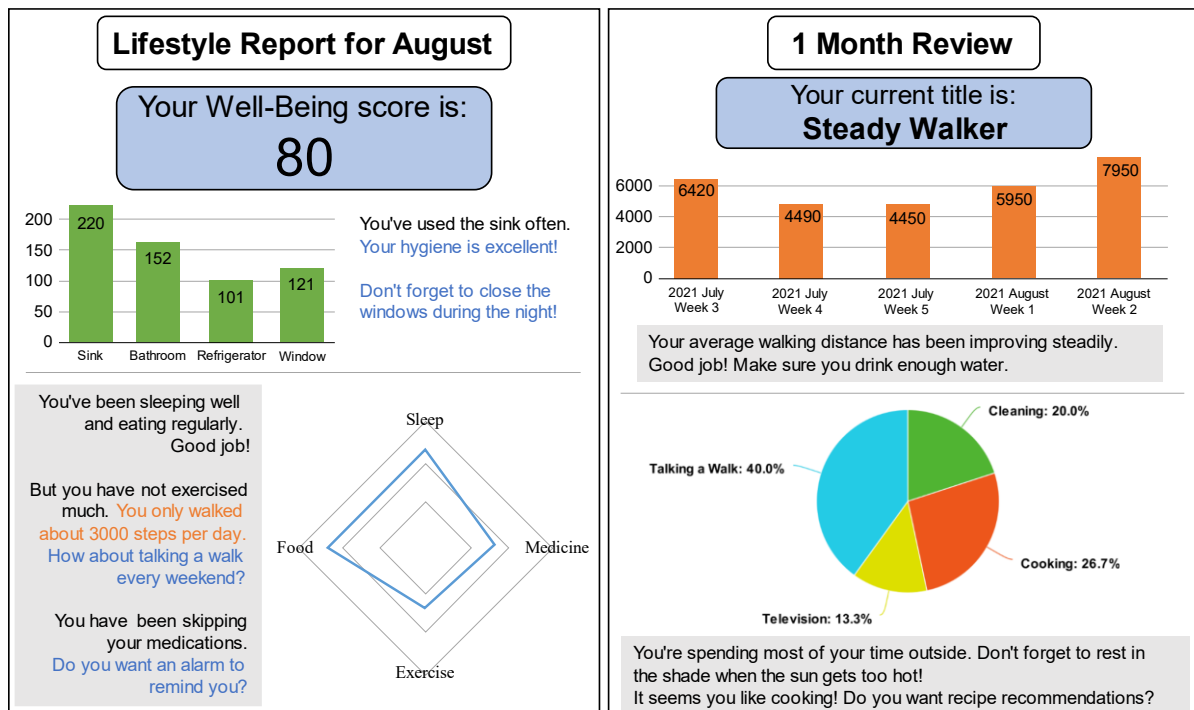 Lifestyle Report for August
Your Well-Being score is:
80
200
150
100
50
0
220
152
101
121
Sink
Bathroom
Refrigerator
Window
You've used the sink often.
Your hygiene is excellent!
Don't forget to close the
windows during the night!
You've been sleeping well
and eating regularly.
Good job!
But you have not exercised
much. You only walked
about 3000 steps per day.
How about talking a walk
every weekend?
You have been skipping
your medications.
Do you want an alarm to
remind you?
Sleep
Food
Medicine
Exercise
1 Month Review
Your current title is:
Steady Walker
6000
4000
2000
0
6420
4490
4450
5950
7950
2021 July
Week 3
2021 July
Week 4
2021 July
Week 5
2021 August
Week 1
2021 August
Week 2
Your average walking distance has been improving steadily.
Good job! Make sure you drink enough water.
Cleaning: 20.0%
Talking a Walk: 40.0%
Cooking: 26.7%
Television: 13.3%
You're spending most of your time outside. Don't forget to rest in
the shade when the sun gets too hot!
It seems you like cooking! Do you want recipe recommendations?